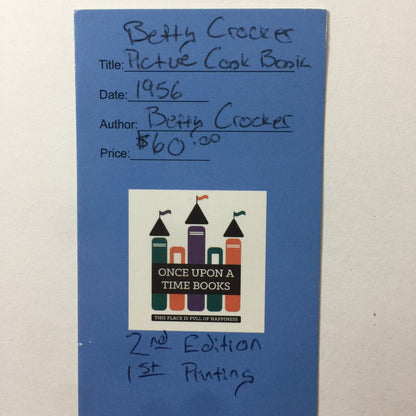 Betty Crocker
Title: Picture Cook Book
Date: 1956
Author: Betty Crocker
Price: $60.00
ONCE UPON A
TIME BOOKS
THIS PLACE IS FULL OF HAPPINESS
2nd Edition
1st Printing